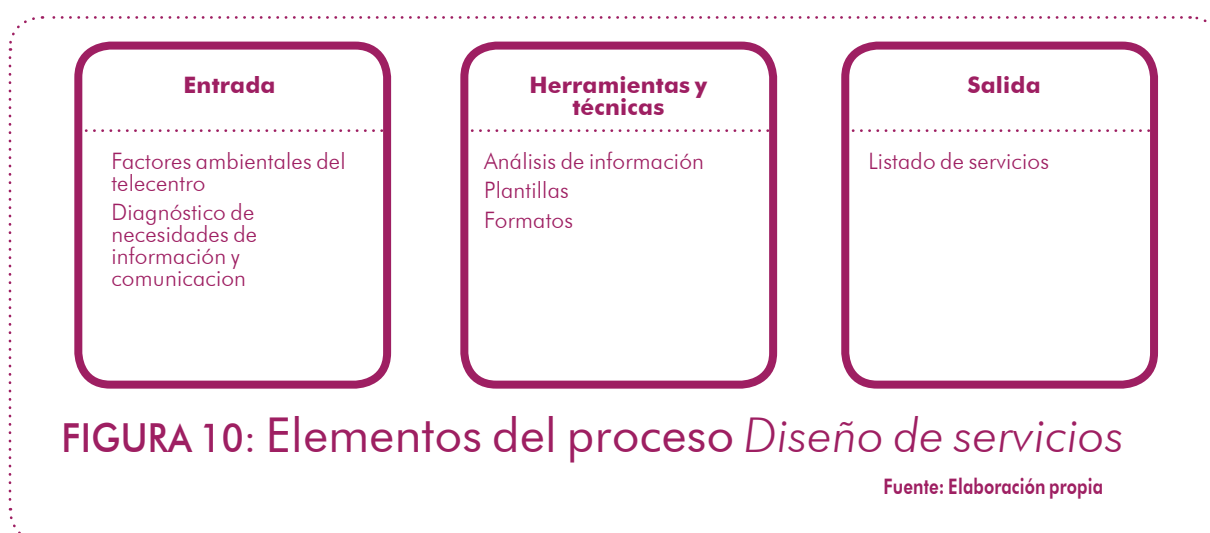 Entrada
Factores ambientales del
telecentro
Diagnóstico de
necesidades de
información y
comunicacion
Herramientas y
técnicas
Análisis de información
Plantillas
Formatos
Salida
Listado de servicios
FIGURA 10: Elementos del proceso Diseño de servicios
Fuente: Elaboración propia